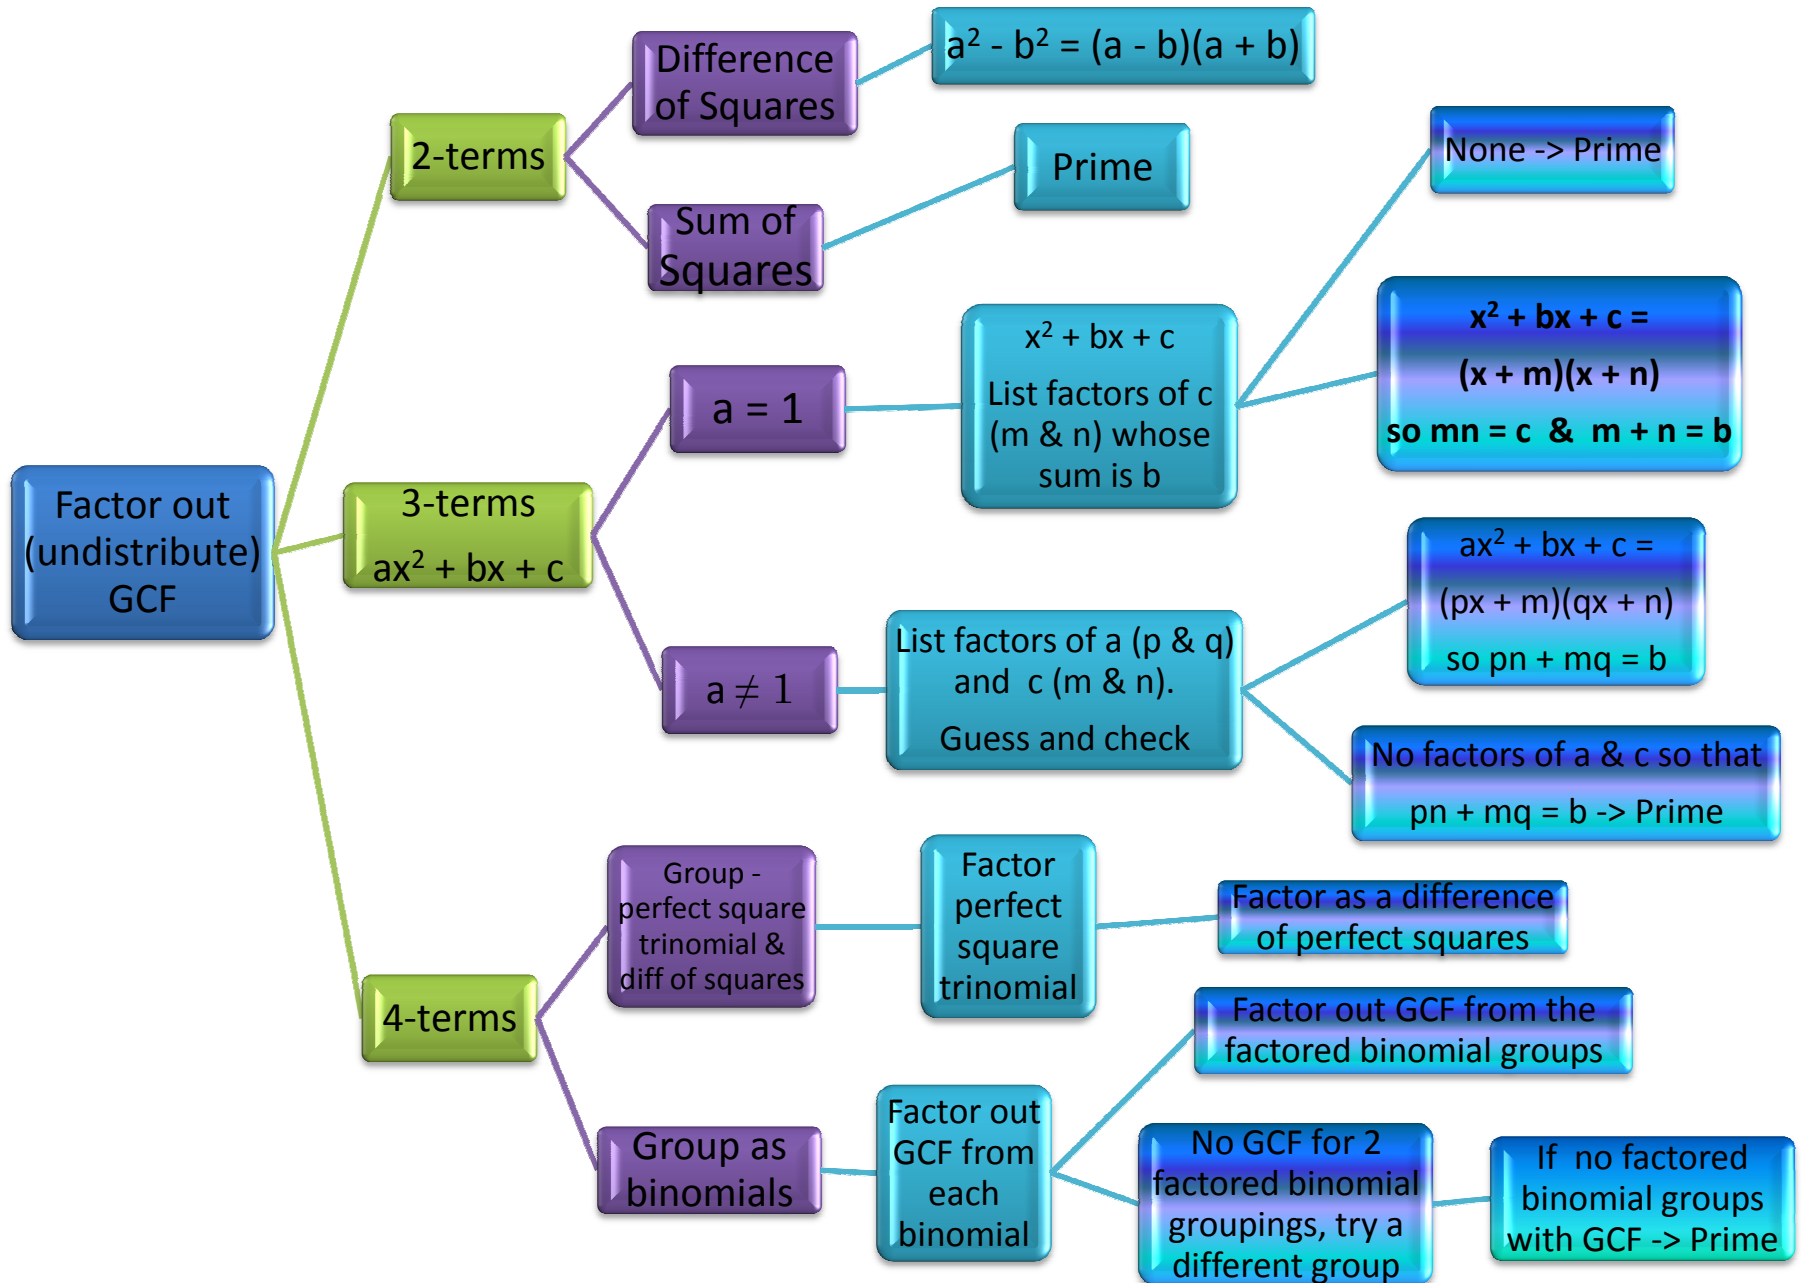 Factor out
(undistribute)
GCF
2-terms
Difference
of Squares
a² - b² = (a - b)(a + b)
Sum of
Squares
Prime
3-terms
ax² + bx + c
a = 1
x² + bx + c
List factors of c
(m & n) whose
sum is b
None -> Prime
x² + bx + c =
(x + m)(x + n)
so mn = c & m + n = b
a ≠ 1
List factors of a (p & q)
and c (m & n).
Guess and check
ax² + bx + c =
(px + m)(qx + n)
so pn + mq = b
No factors of a & c so that
pn + mq = b -> Prime
4-terms
Group -
perfect square
trinomial &
diff of squares
Factor
perfect
square
trinomial
Factor as a difference
of perfect squares
Group as
binomials
Factor out
GCF from
each
binomial
Factor out GCF from the
factored binomial groups
No GCF for 2
factored binomial
groupings, try a
different group
If no factored
binomial groups
with GCF -> Prime